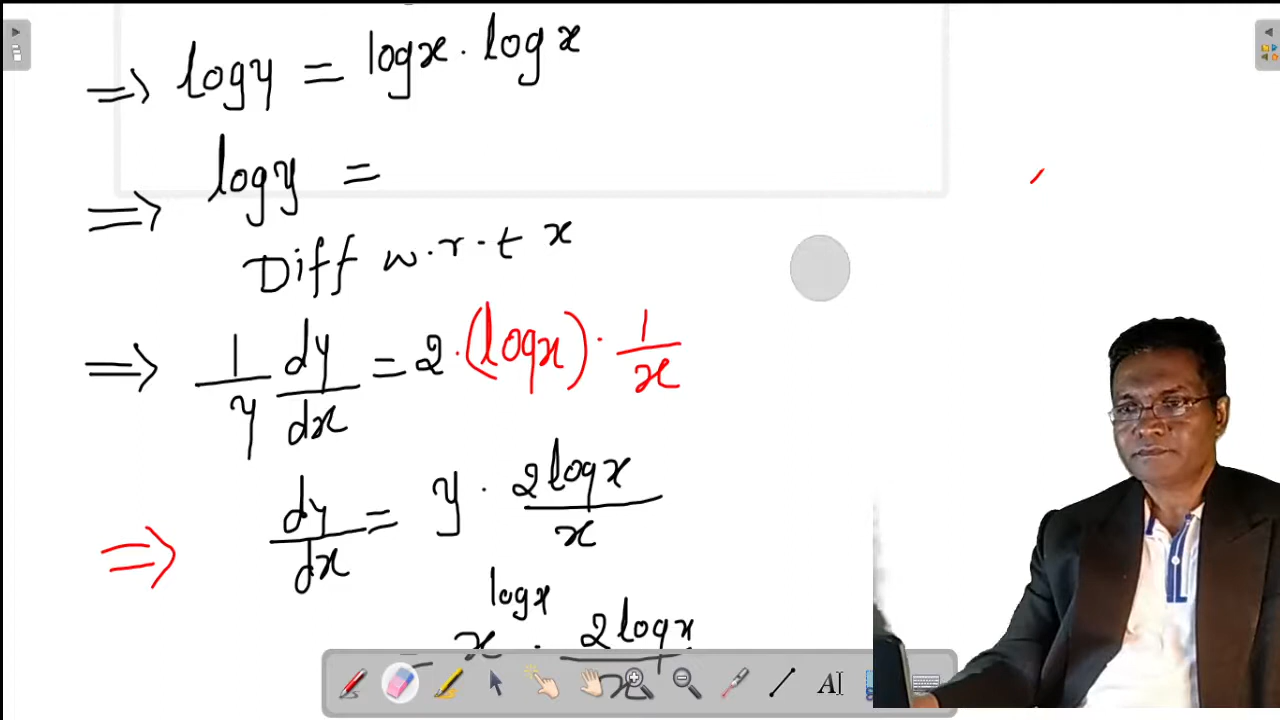 ⇒ log y = log x · log x
⇒ log y =
Diff w.r.t x
⇒ 1/y dy/dx = 2·(log x)·1/x
⇒ dy/dx = y · 2log x/x
= x^log x · 2log x/x
AI